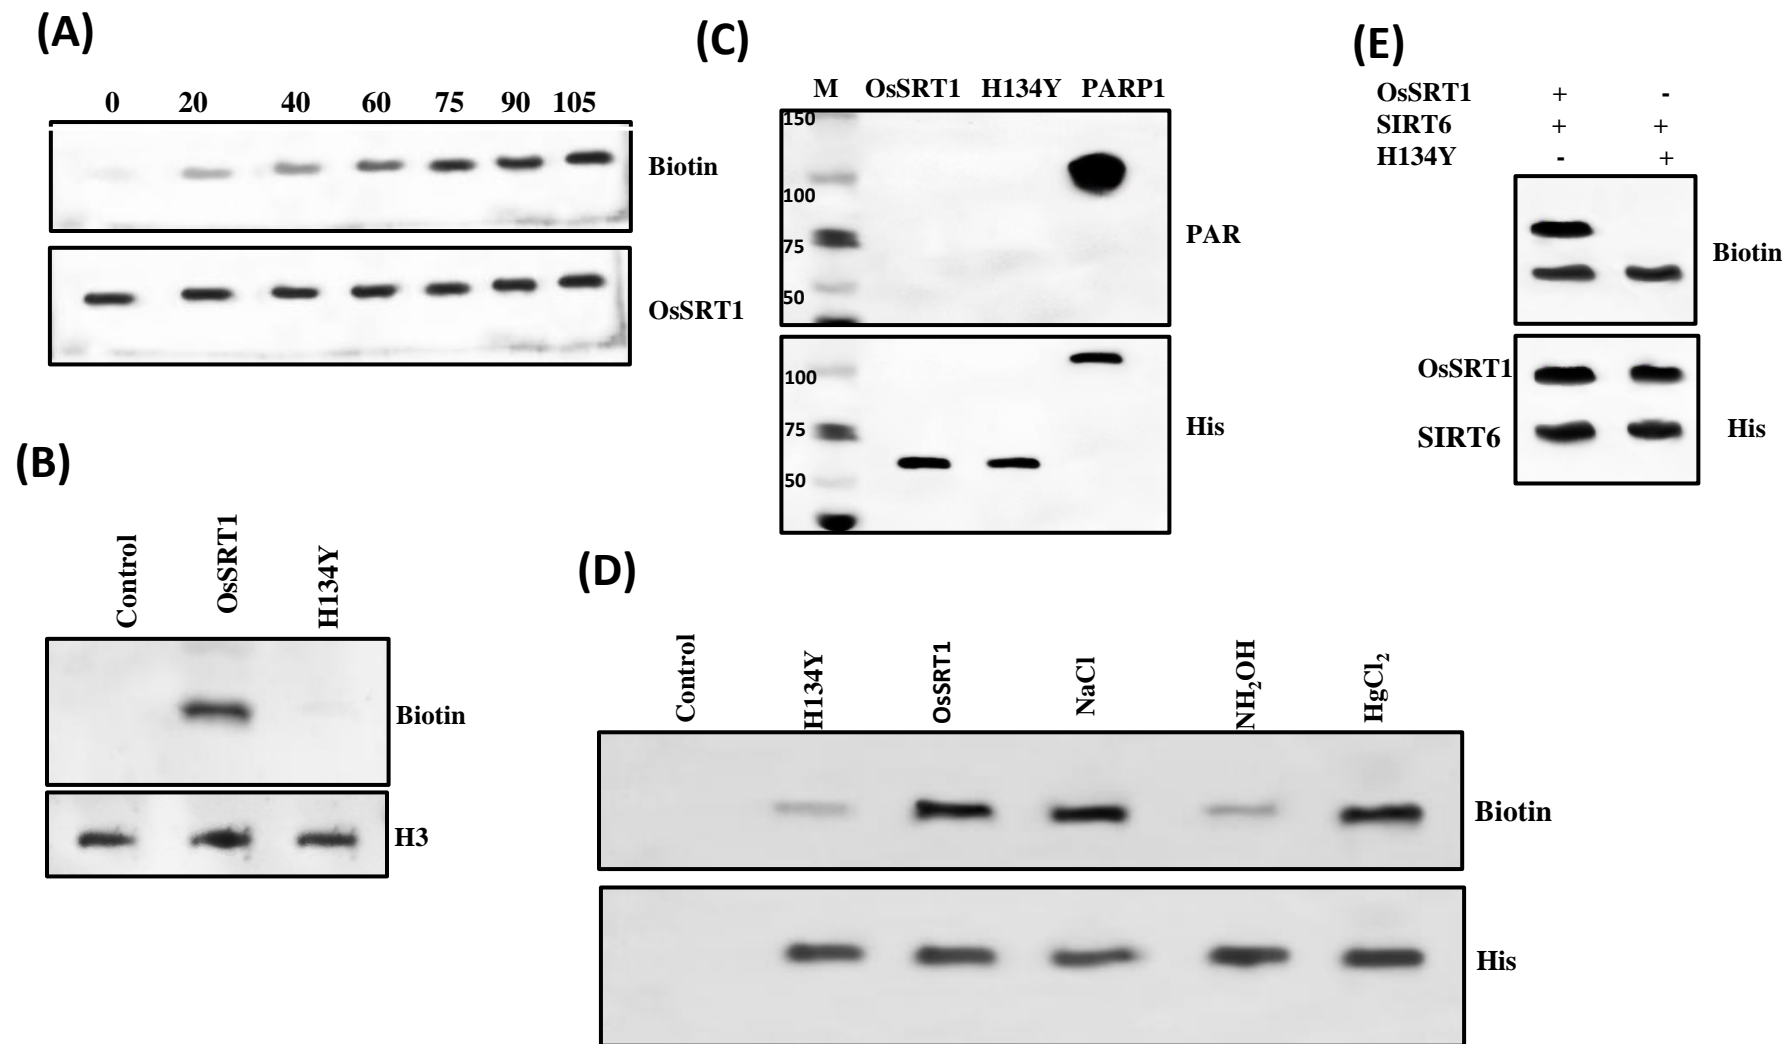 (A)
0 20 40 60 75 90 105
Biotin
OsSRT1
(B)
Control OsSRT1 H134Y
Biotin
H3
(C)
M OsSRT1 H134Y PARP1
150
100
75
50
PAR
100
75
50
His
(D)
Control H134Y OsSRT1 NaCl NH₂OH HgCl₂
Biotin
His
(E)
OsSRT1 + -
SIRT6 + +
H134Y - +
Biotin
OsSRT1
SIRT6
His